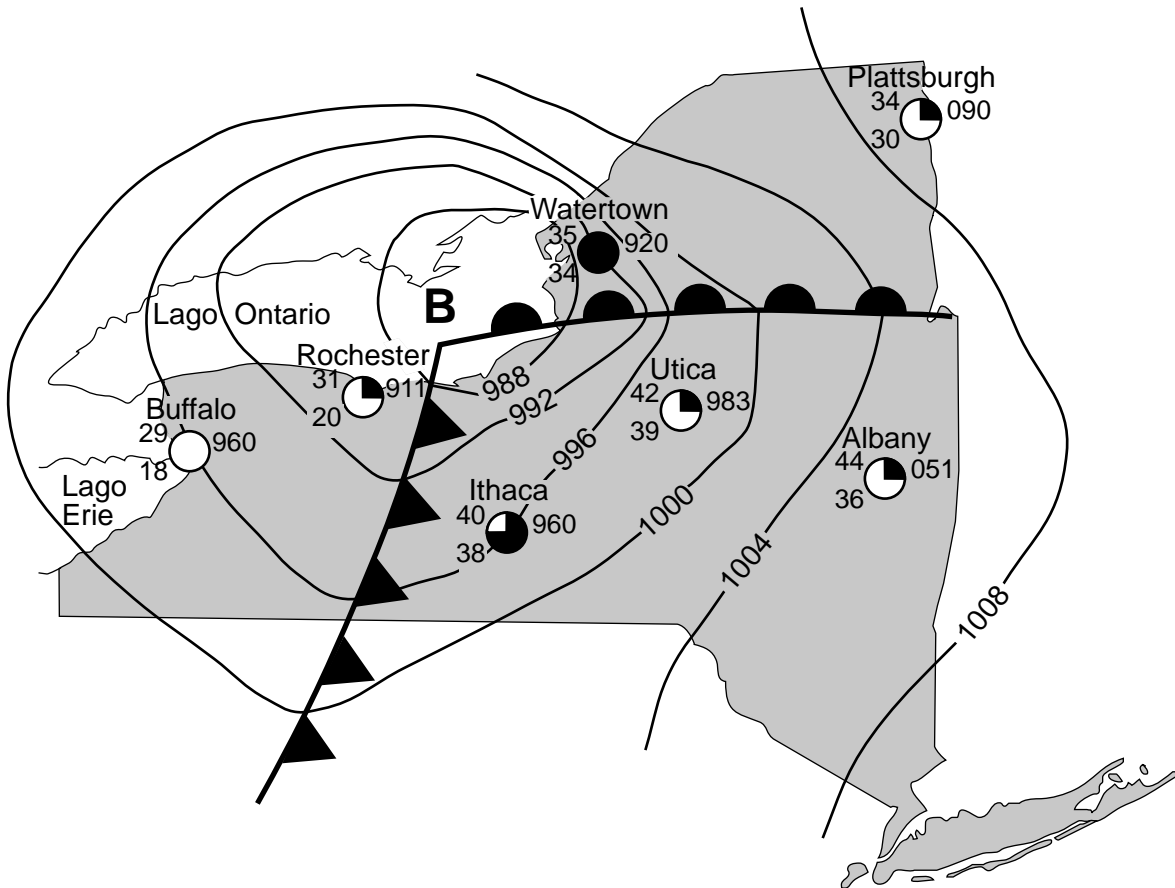 Plattsburgh
34
090
30
Watertown
35
920
34
B
Lago Ontario
Rochester
31
911
20
988
Utica
42
983
39
992
Buffalo
29
960
18
996
Albany
44
051
36
Lago
Erie
Ithaca
40
960
38
1000
1004
1008